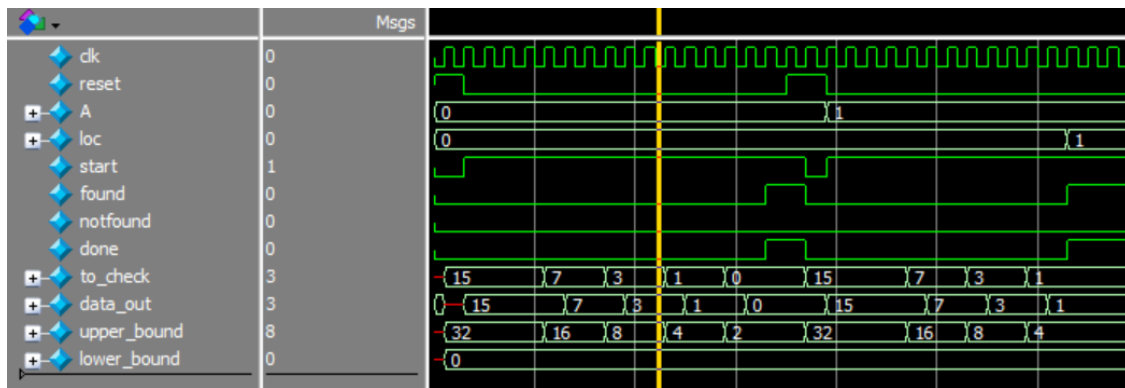 Msgs
clk 0
reset 0
A 0 0 1
loc 0 0 1
start 1
found 0
notfound 0
done 0
to_check 3 15 7 3 1 0 15 7 3 1
data_out 3 15 7 3 1 0 15 7 3 1
upper_bound 8 32 16 8 4 2 32 16 8 4
lower_bound 0 0